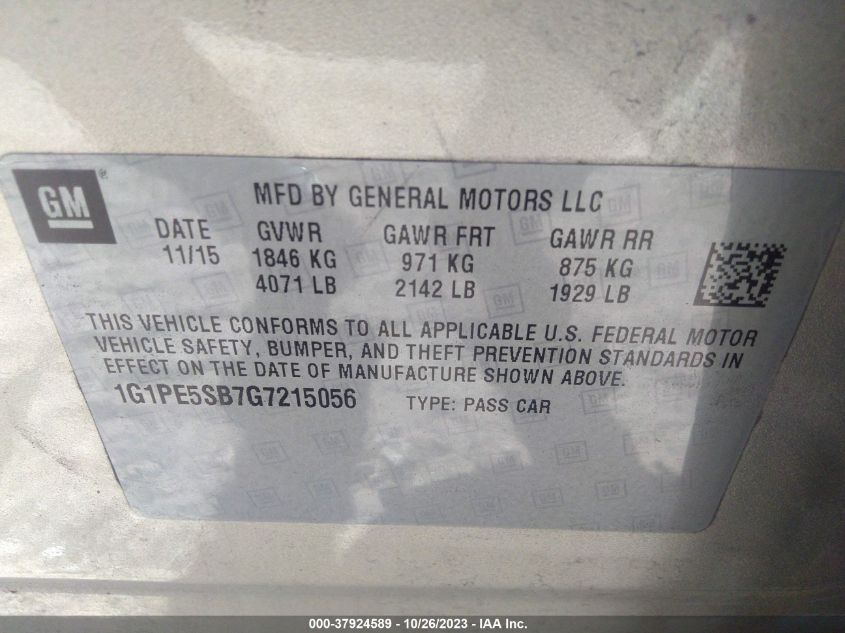 GM®
MFD BY GENERAL MOTORS LLC
DATE GVWR GAWR FRT GAWR RR
11/15 1846 KG 971 KG 875 KG
4071 LB 2142 LB 1929 LB
THIS VEHICLE CONFORMS TO ALL APPLICABLE U.S. FEDERAL MOTOR
VEHICLE SAFETY, BUMPER, AND THEFT PREVENTION STANDARDS IN
EFFECT ON THE DATE OF MANUFACTURE SHOWN ABOVE.
1G1PE5SB7G7215056 TYPE: PASS CAR
000-37924589 - 10/26/2023 - IAA Inc.